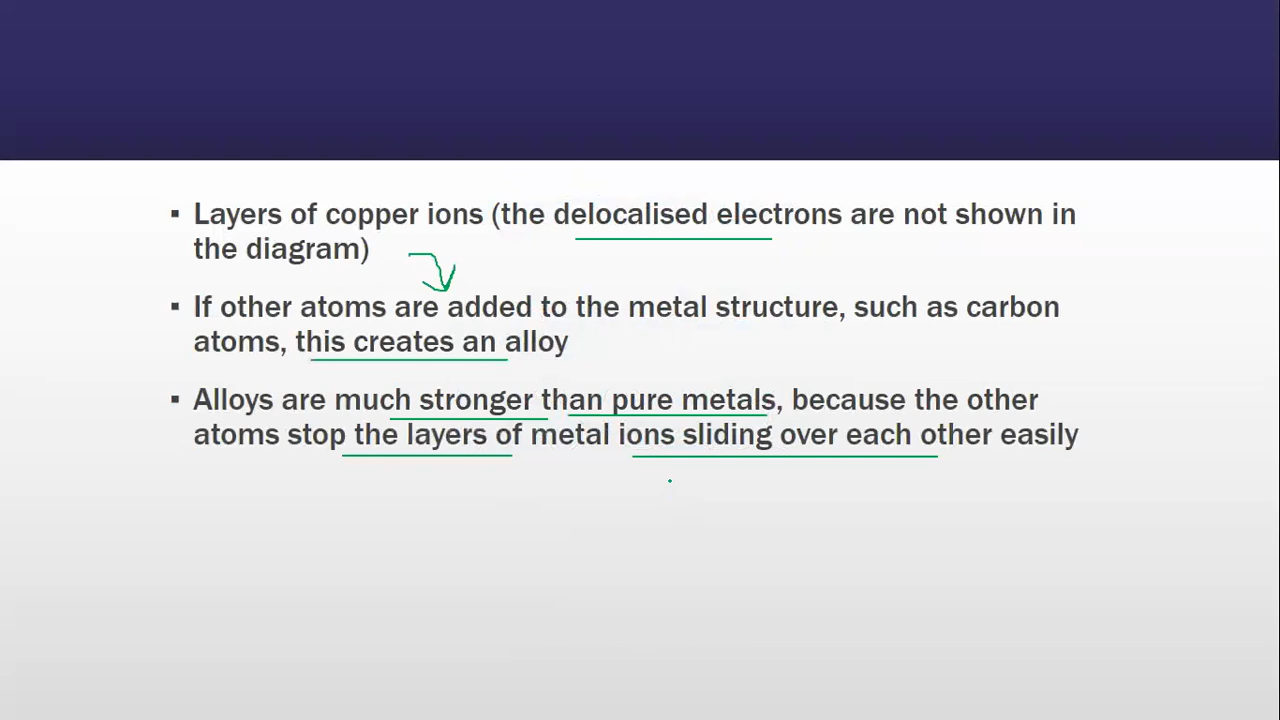 ▪ Layers of copper ions (the delocalised electrons are not shown in
the diagram)
▪ If other atoms are added to the metal structure, such as carbon
atoms, this creates an alloy
▪ Alloys are much stronger than pure metals, because the other
atoms stop the layers of metal ions sliding over each other easily